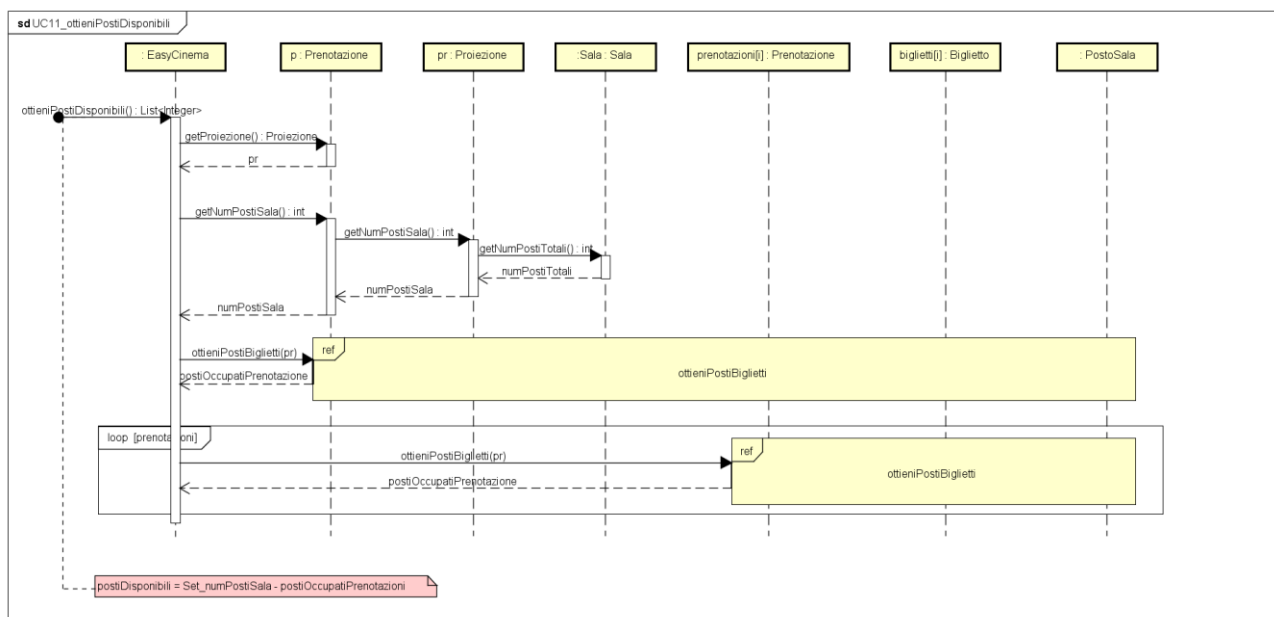 sd UC11_ottieniPostiDisponibili
: EasyCinema
p : Prenotazione
pr : Proiezione
:Sala : Sala
prenotazioni[i] : Prenotazione
biglietti[i] : Biglietto
: PostoSala
ottieniPostiDisponibili() : List<Integer>
getProiezione() : Proiezione
pr
getNumPostiSala() : int
getNumPostiSala() : int
getNumPostiTotali() : int
numPostiTotali
numPostiSala
numPostiSala
ottieniPostiBiglietti(pr)
ref
ottieniPostiBiglietti
postiOccupatiPrenotazione
loop [prenotazioni]
ottieniPostiBiglietti(pr)
ref
ottieniPostiBiglietti
postiOccupatiPrenotazione
postiDisponibili = Set_numPostiSala - postiOccupatiPrenotazioni